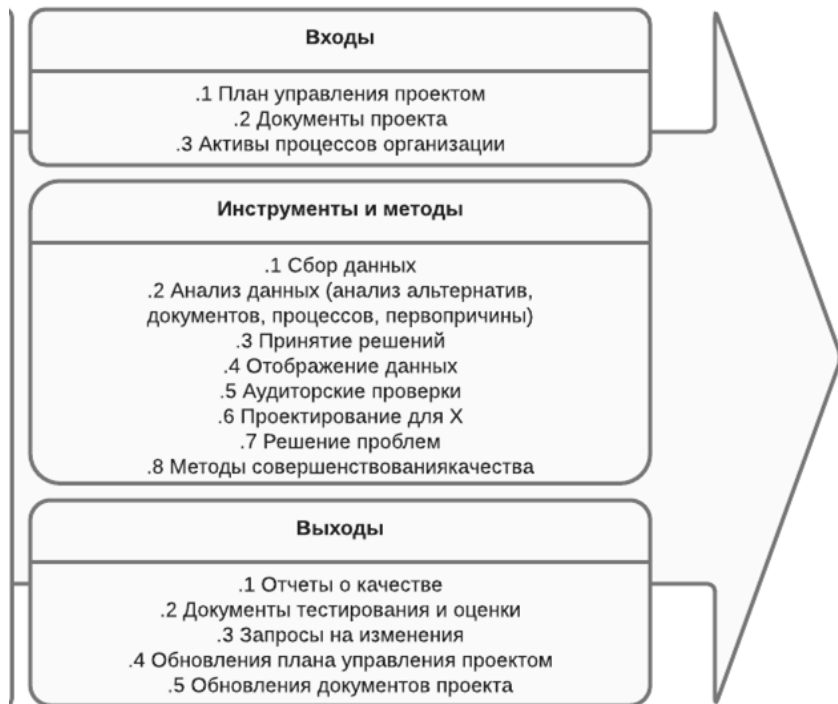 Входы
.1 План управления проектом
.2 Документы проекта
.3 Активы процессов организации
Инструменты и методы
.1 Сбор данных
.2 Анализ данных (анализ альтернатив,
документов, процессов, первопричины)
.3 Принятие решений
.4 Отображение данных
.5 Аудиторские проверки
.6 Проектирование для X
.7 Решение проблем
.8 Методы совершенствованиякачества
Выходы
.1 Отчеты о качестве
.2 Документы тестирования и оценки
.3 Запросы на изменения
.4 Обновления плана управления проектом
.5 Обновления документов проекта